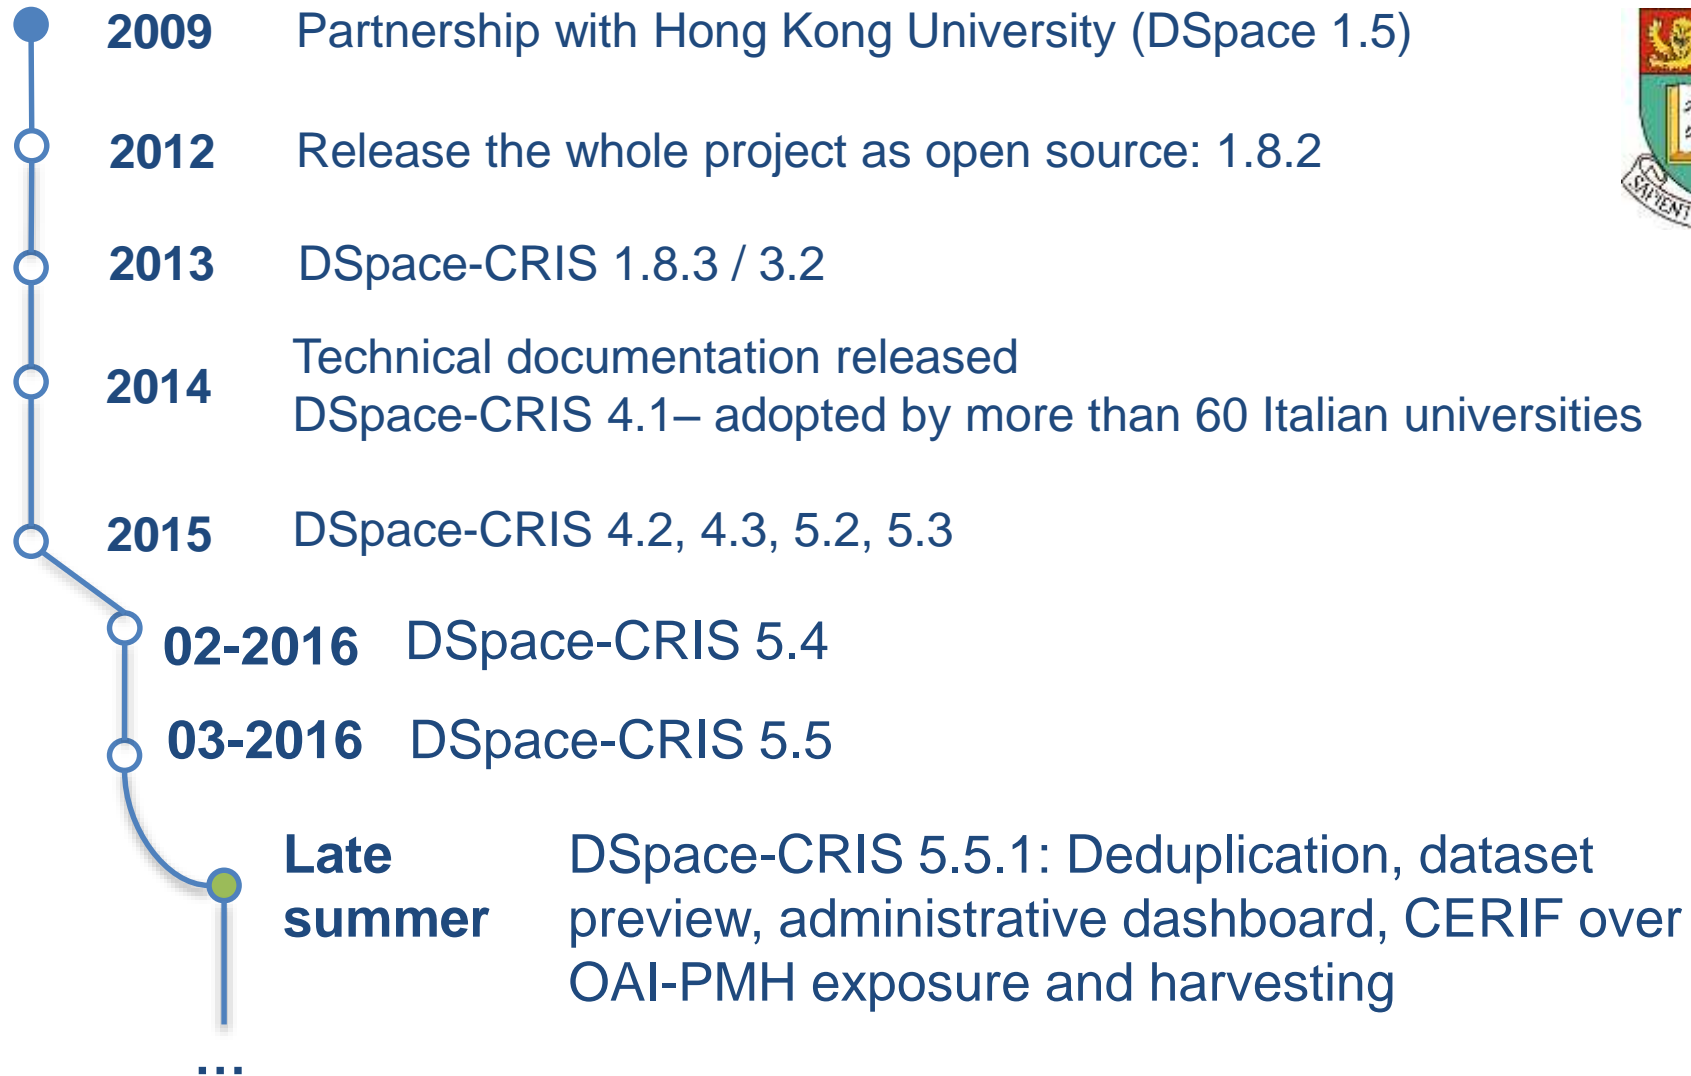 2009 Partnership with Hong Kong University (DSpace 1.5)
2012 Release the whole project as open source: 1.8.2
2013 DSpace-CRIS 1.8.3 / 3.2
2014 Technical documentation released
DSpace-CRIS 4.1– adopted by more than 60 Italian universities
2015 DSpace-CRIS 4.2, 4.3, 5.2, 5.3
02-2016 DSpace-CRIS 5.4
03-2016 DSpace-CRIS 5.5
Late summer DSpace-CRIS 5.5.1: Deduplication, dataset
preview, administrative dashboard, CERIF over
OAI-PMH exposure and harvesting
...